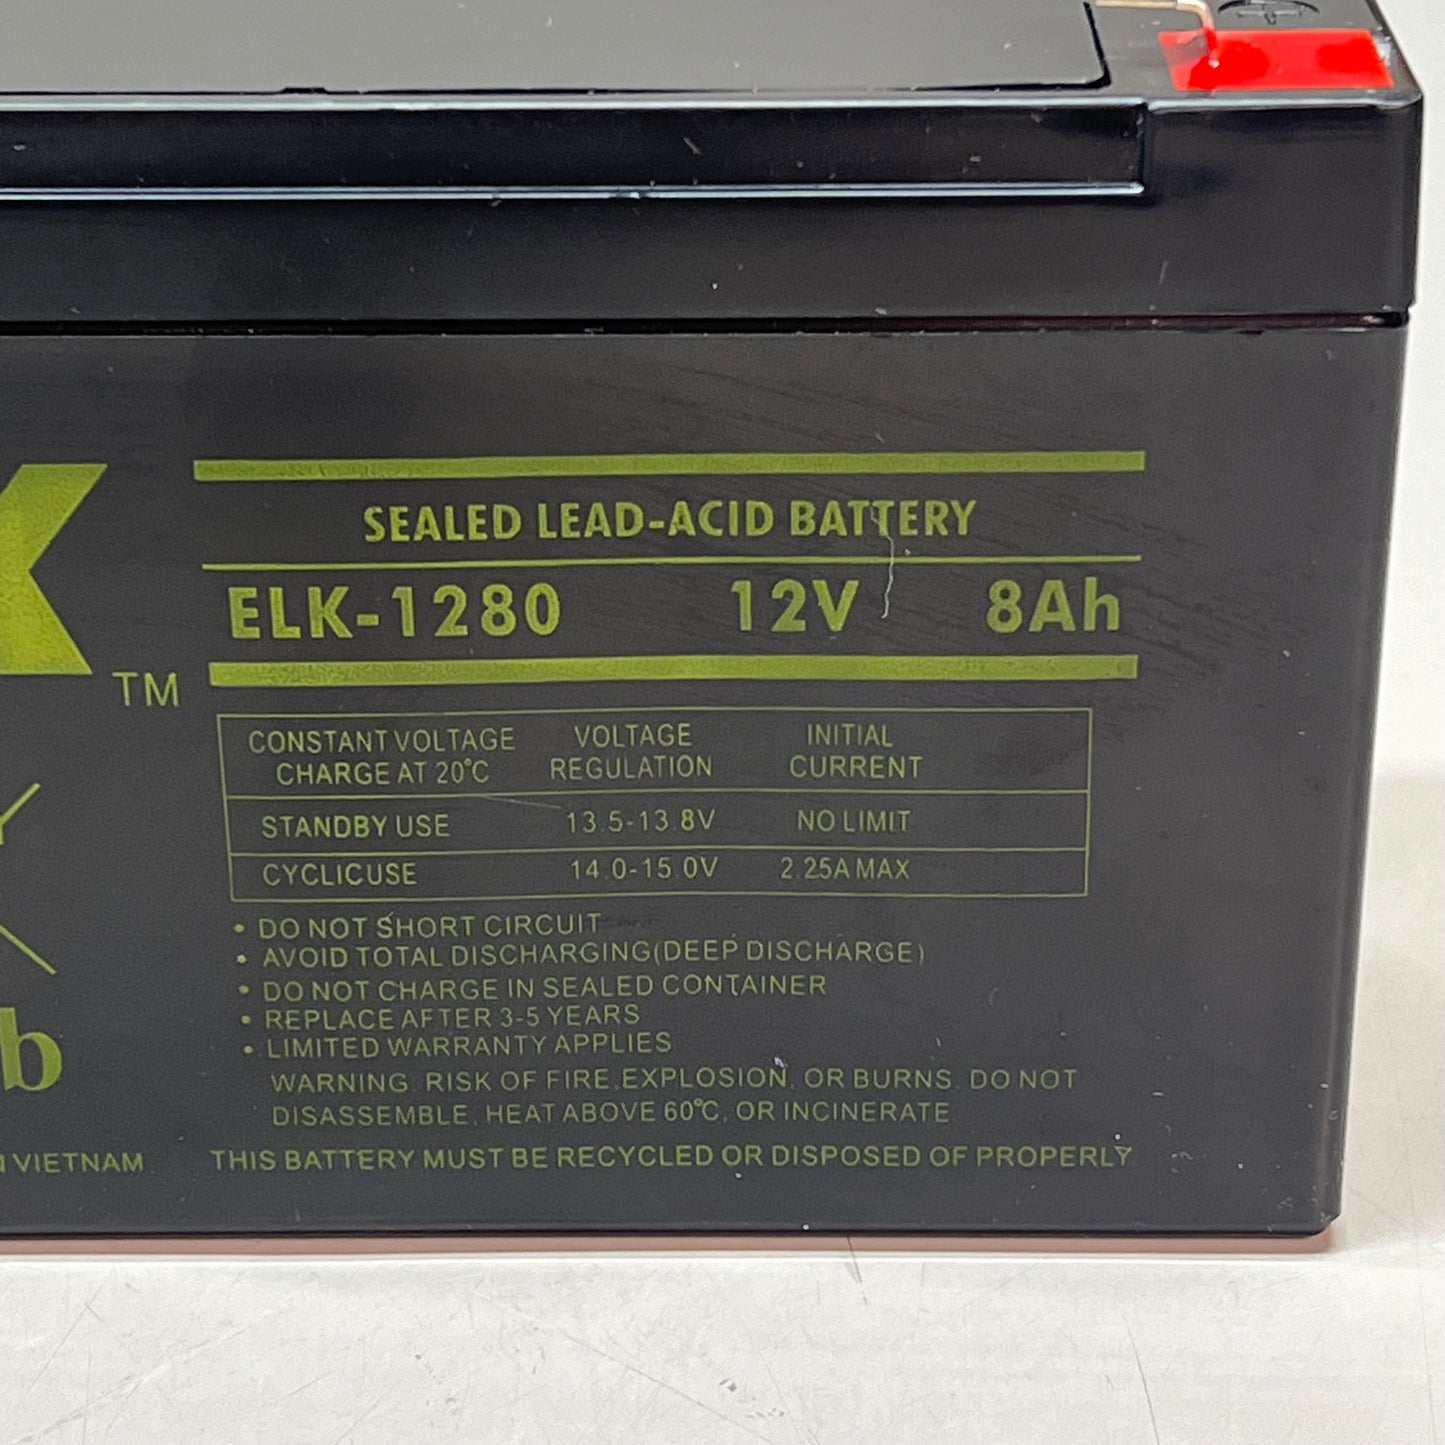 K
TM
SEALED LEAD-ACID BATTERY
ELK-1280 12V 8Ah
CONSTANT VOLTAGE CHARGE AT 20°C VOLTAGE REGULATION INITIAL CURRENT
STANDBY USE 13.5-13.8V NO LIMIT
CYCLIC USE 14.0-15.0V 2.25A MAX
• DO NOT SHORT CIRCUIT
• AVOID TOTAL DISCHARGING(DEEP DISCHARGE)
• DO NOT CHARGE IN SEALED CONTAINER
• REPLACE AFTER 3-5 YEARS
• LIMITED WARRANTY APPLIES
WARNING: RISK OF FIRE, EXPLOSION, OR BURNS. DO NOT
DISASSEMBLE, HEAT ABOVE 60°C, OR INCINERATE
b
VIETNAM
THIS BATTERY MUST BE RECYCLED OR DISPOSED OF PROPERLY